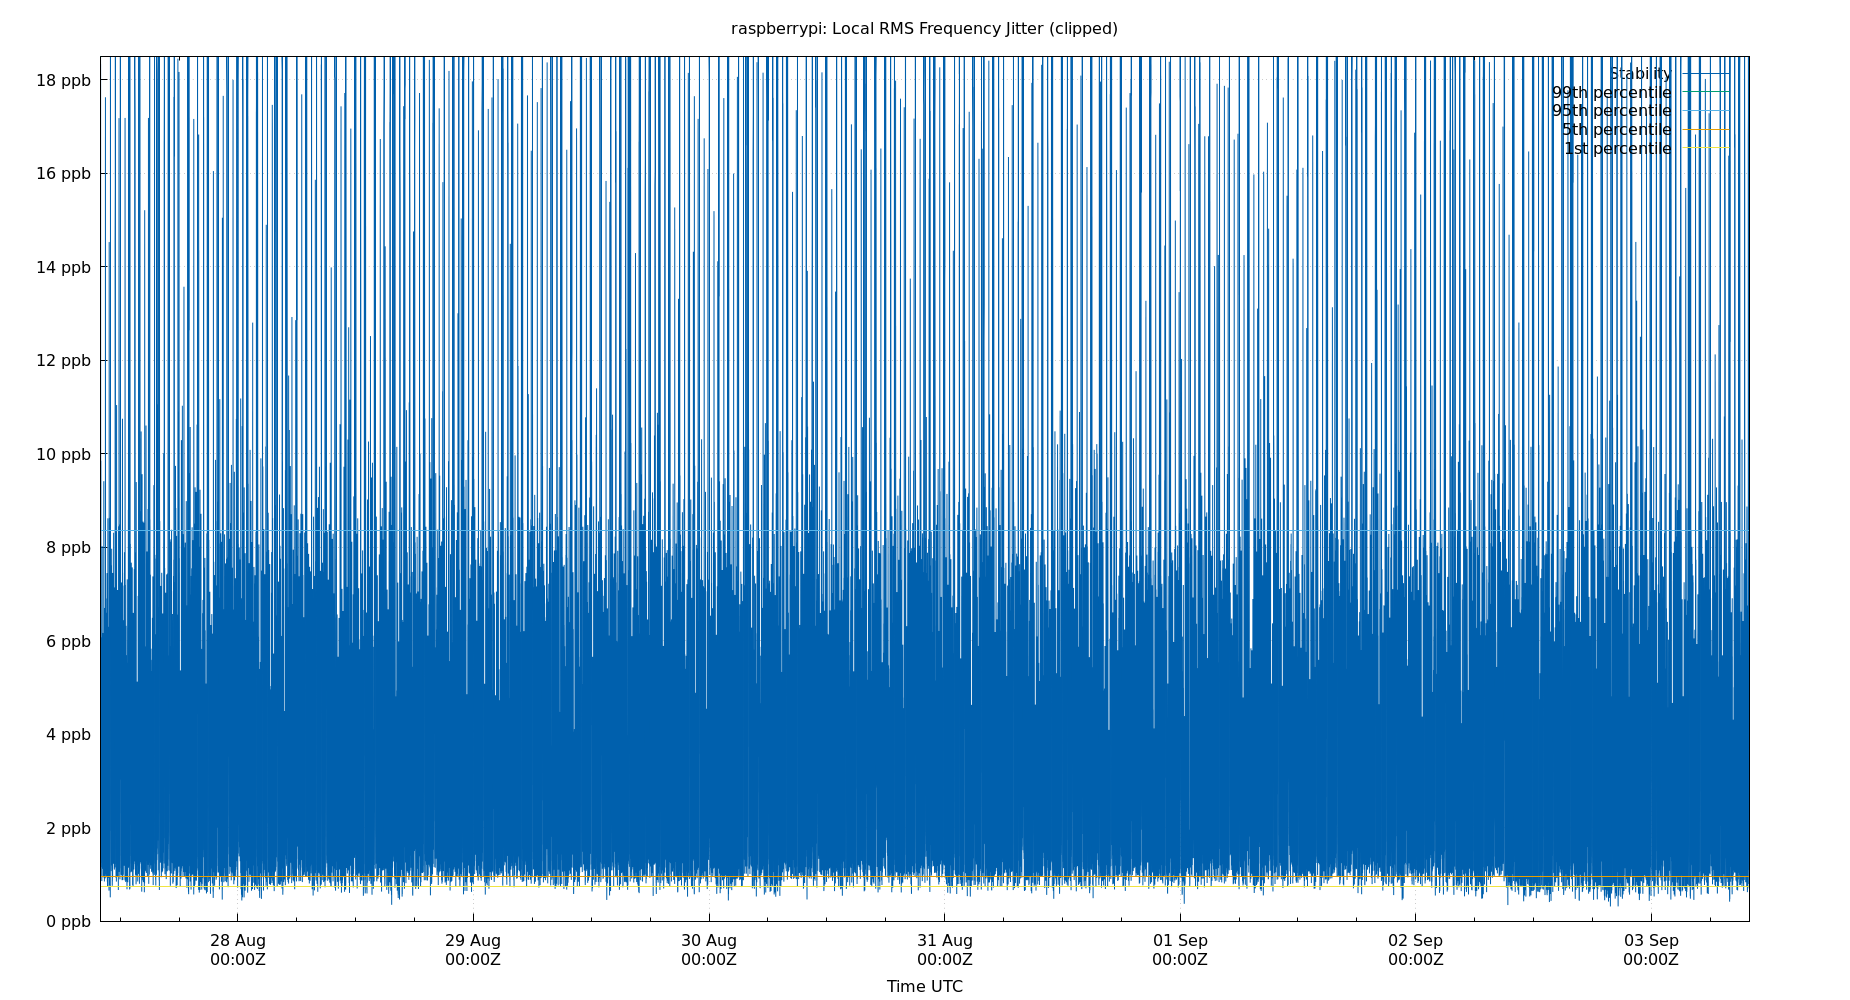 raspberrypi: Local RMS Frequency Jitter (clipped)
18 ppb
16 ppb
14 ppb
12 ppb
10 ppb
8 ppb
6 ppb
4 ppb
2 ppb
0 ppb
Stability
99th percentile
95th percentile
5th percentile
1st percentile
28 Aug
00:00Z
29 Aug
00:00Z
30 Aug
00:00Z
31 Aug
00:00Z
01 Sep
00:00Z
02 Sep
00:00Z
03 Sep
00:00Z
Time UTC